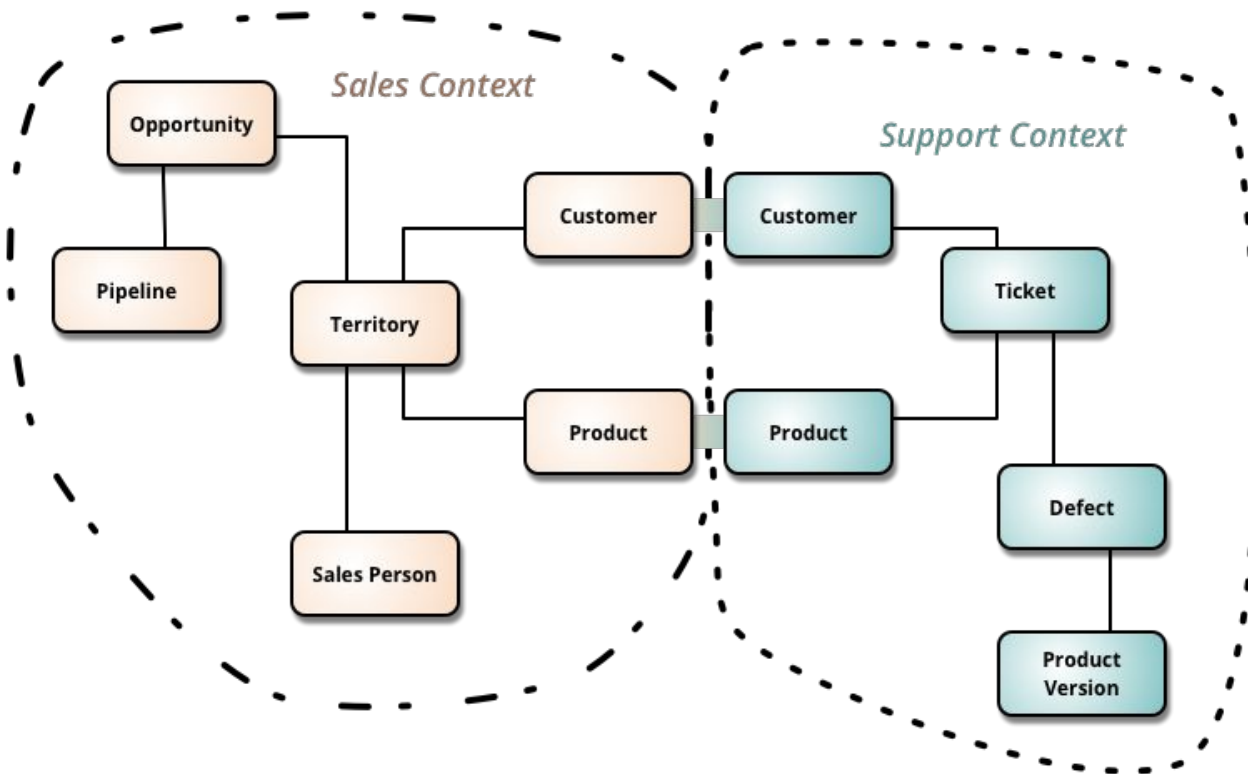 Sales Context
Support Context
Opportunity
Customer
Customer
Pipeline
Ticket
Territory
Product
Product
Defect
Sales Person
Product
Version